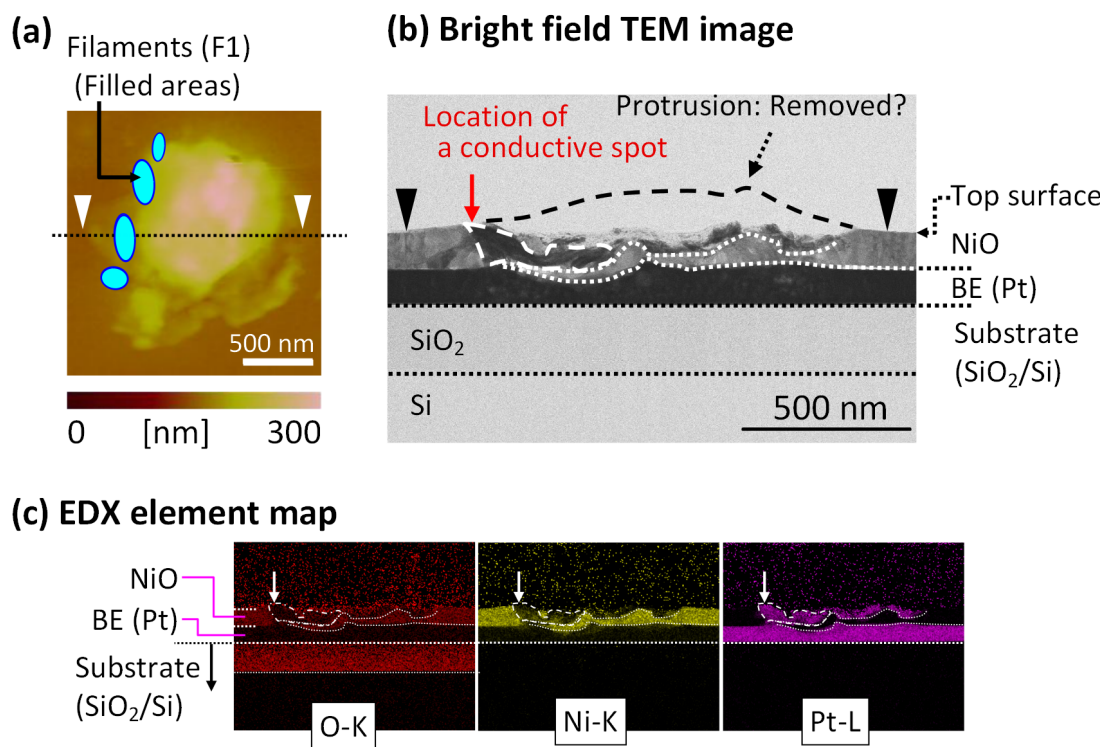 (a)
Filaments (F1)
(Filled areas)
500 nm
0 [nm] 300
(b) Bright field TEM image
Location of
a conductive spot
Protrusion: Removed?
Top surface
NiO
BE (Pt)
Substrate
(SiO₂/Si)
SiO₂
Si
500 nm
(c) EDX element map
NiO
BE (Pt)
Substrate
(SiO₂/Si)
O-K
Ni-K
Pt-L